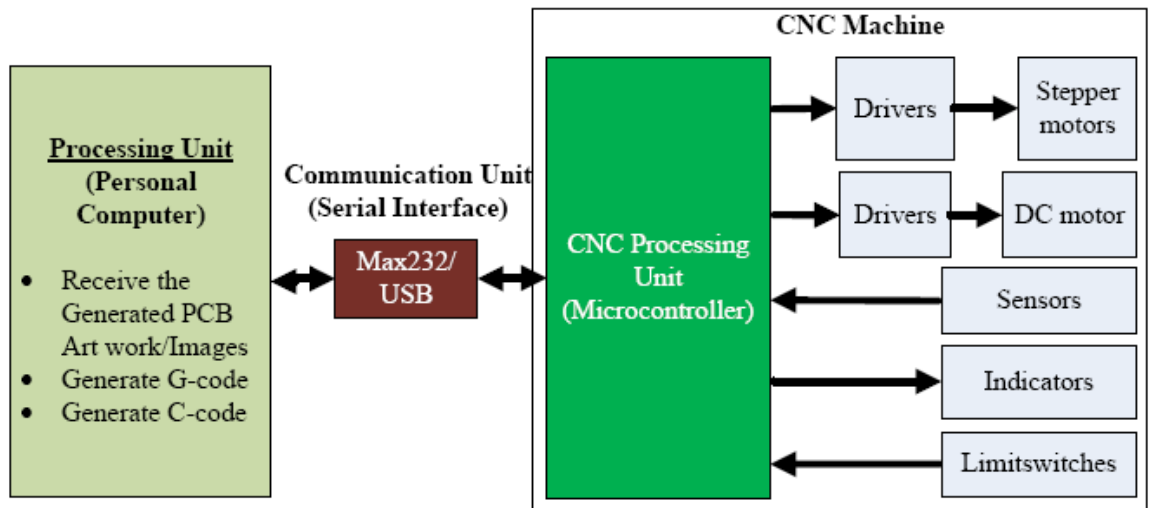 Processing Unit
(Personal
Computer)
• Receive the
Generated PCB
Art work/Images
• Generate G-code
• Generate C-code
Communication Unit
(Serial Interface)
Max232/
USB
CNC Machine
CNC Processing
Unit
(Microcontroller)
Drivers
Stepper
motors
Drivers
DC motor
Sensors
Indicators
Limitswitches